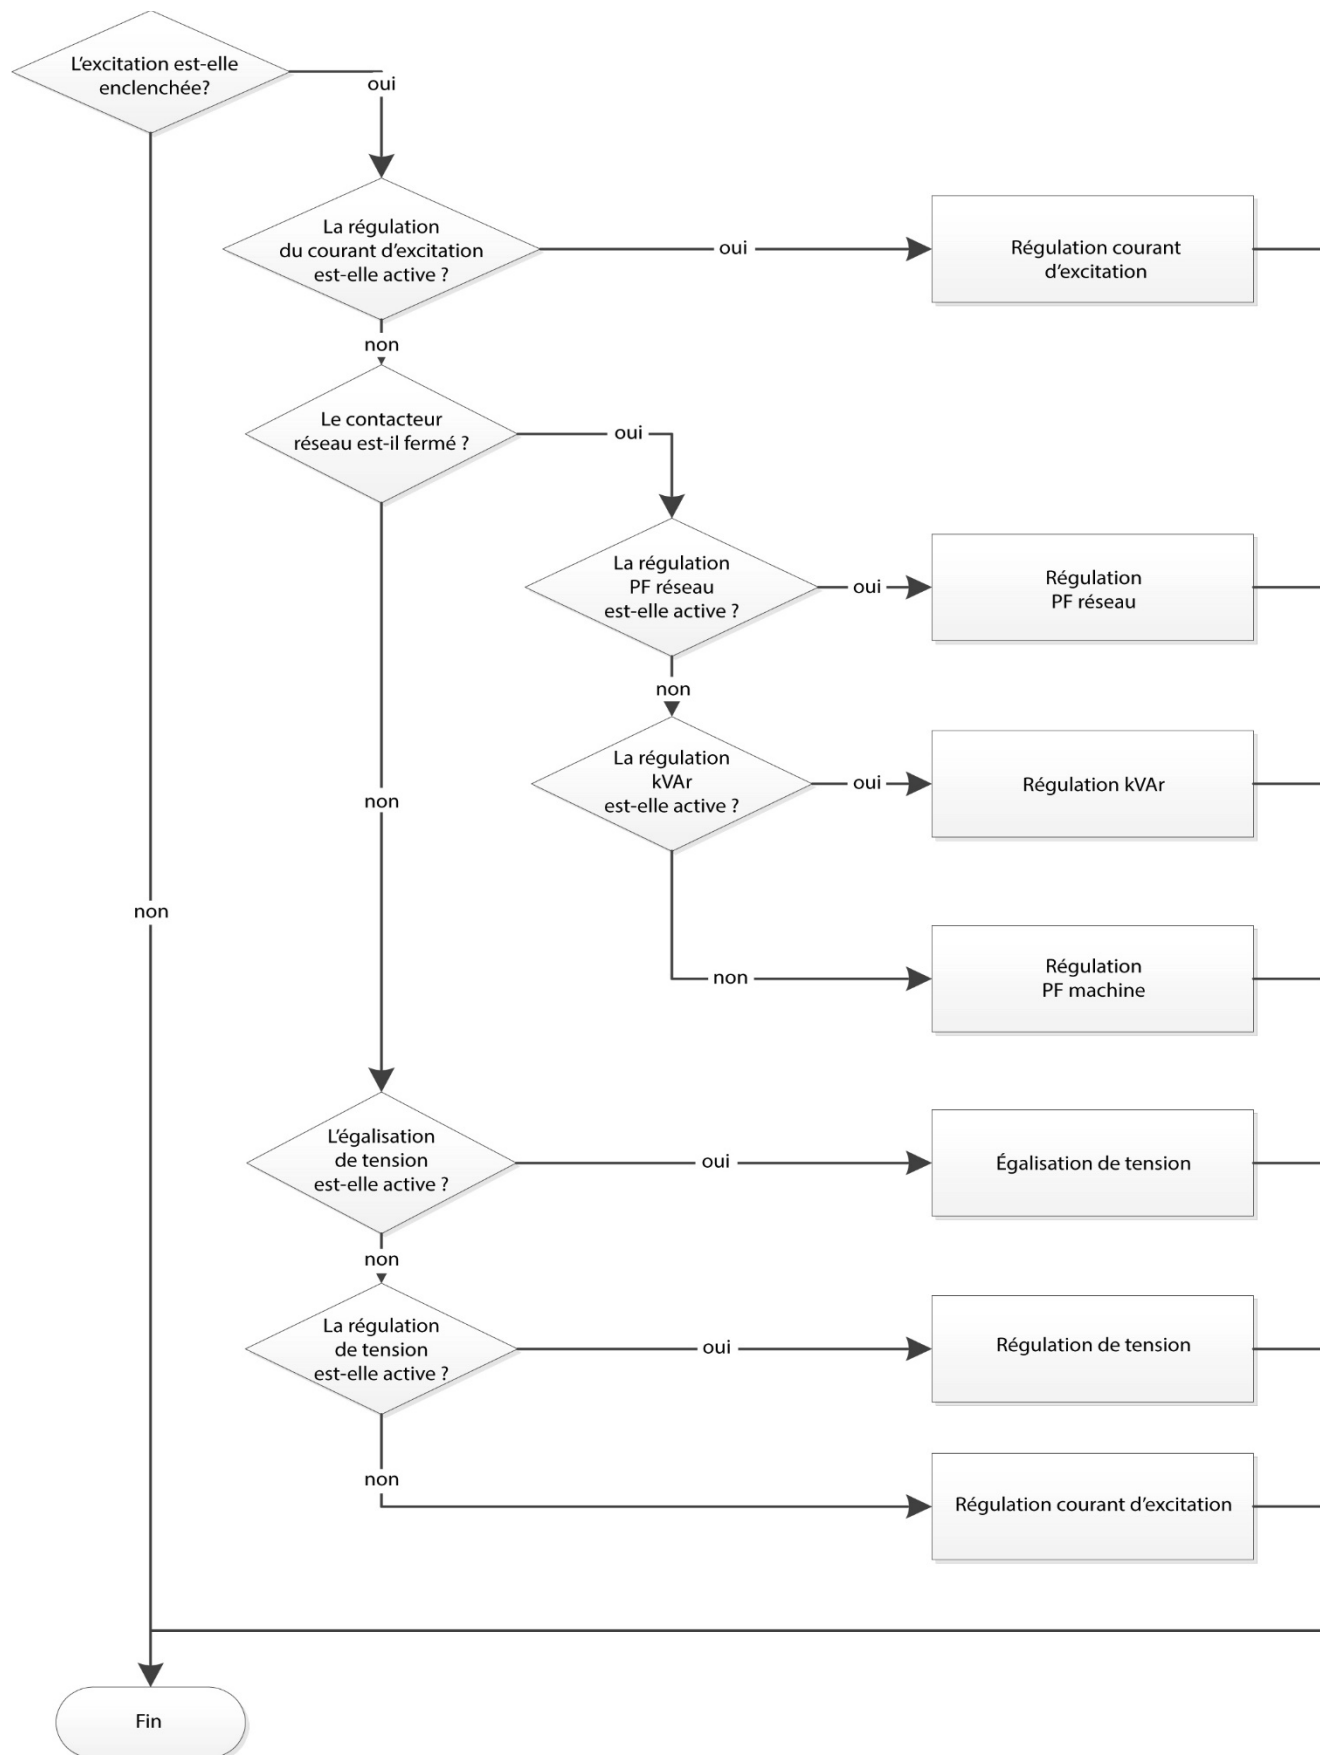 L'excitation est-elle
enclenchée?
oui
La régulation
du courant d'excitation
est-elle active ?
oui
Régulation courant
d'excitation
non
Le contacteur
réseau est-il fermé ?
oui
La régulation
PF réseau
est-elle active ?
oui
Régulation
PF réseau
non
La régulation
kVAr
est-elle active ?
oui
Régulation kVAr
non
non
non
Régulation
PF machine
L'égalisation
de tension
est-elle active ?
oui
Égalisation de tension
non
La régulation
de tension
est-elle active ?
oui
Régulation de tension
non
Régulation courant d'excitation
Fin